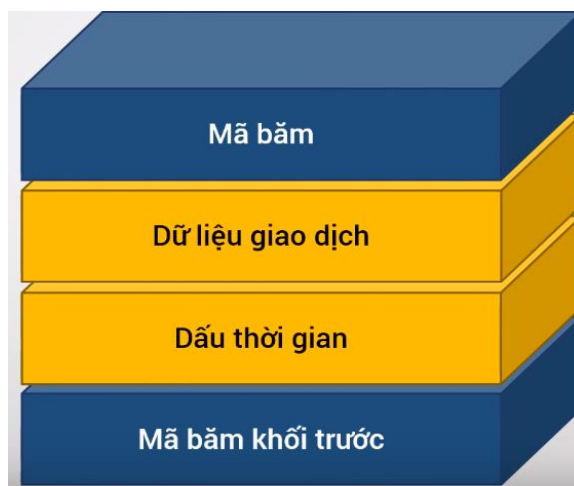 Mã băm
Dữ liệu giao dịch
Dấu thời gian
Mã băm khối trước